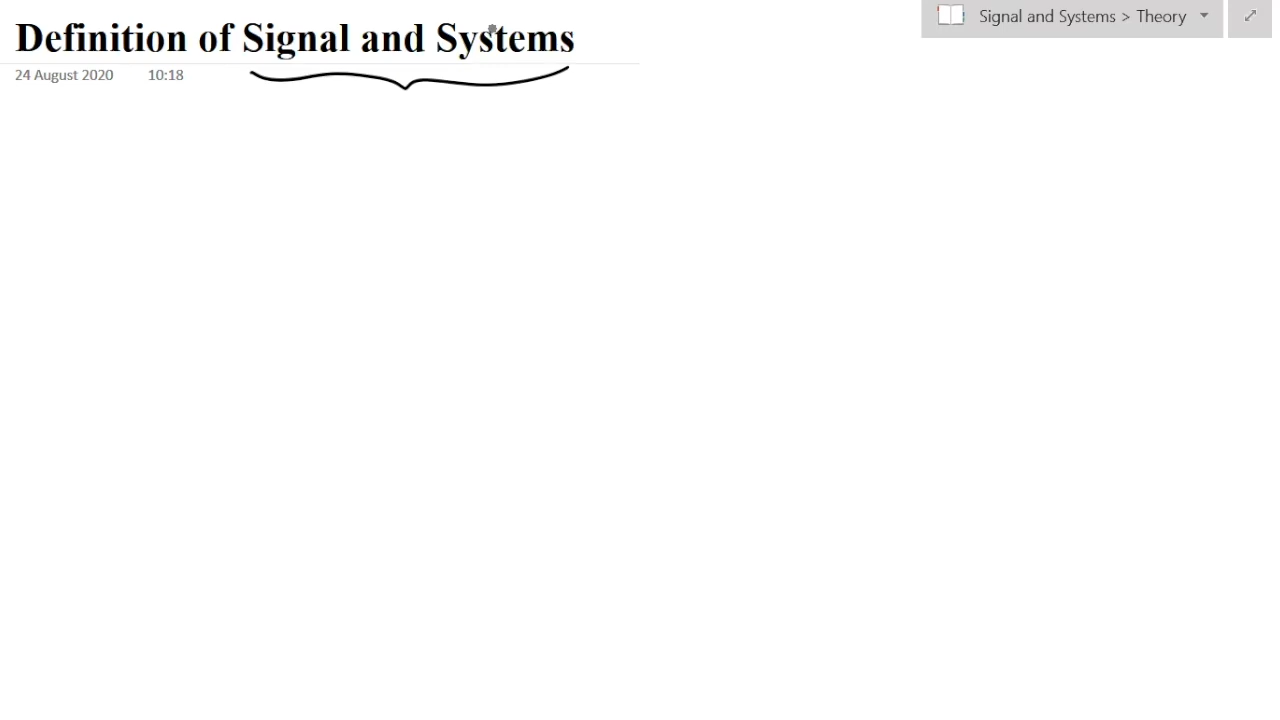 Definition of Signal and Systems
24 August 2020 10:18
Signal and Systems > Theory